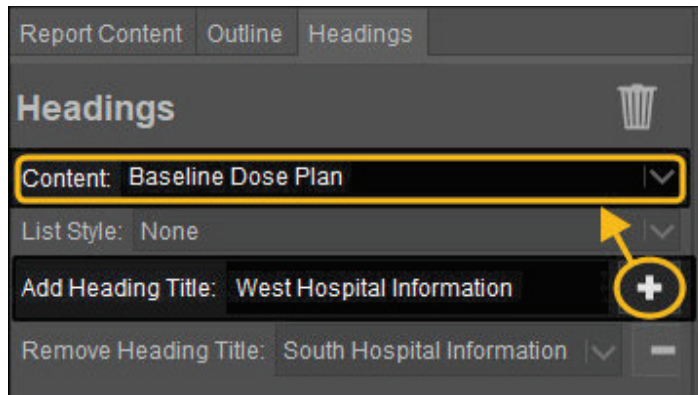 Report Content Outline Headings
Headings
Content: Baseline Dose Plan
List Style: None
Add Heading Title: West Hospital Information
Remove Heading Title: South Hospital Information